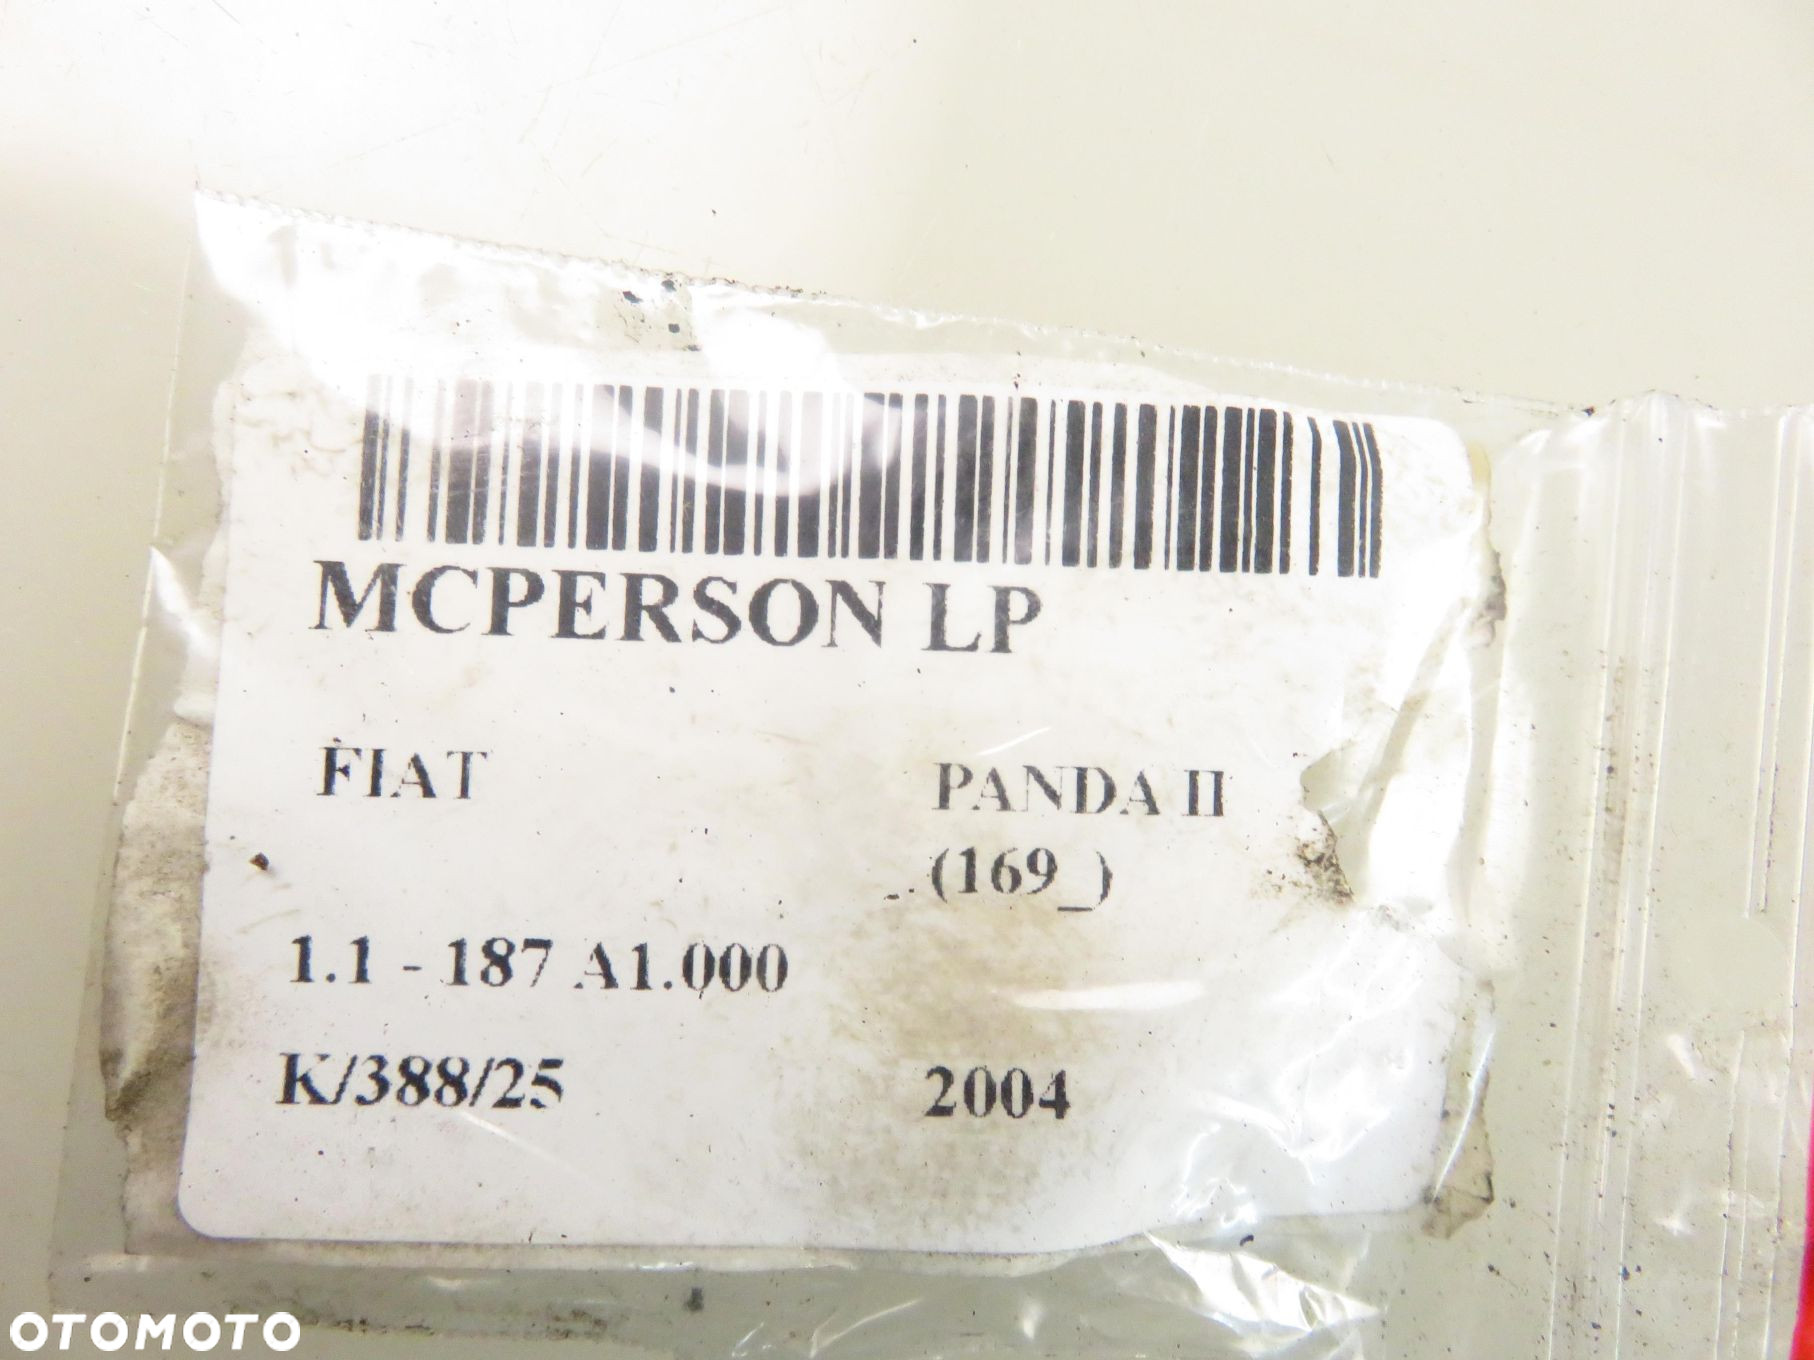 MCPERSON LP
FIAT PANDA II
(169_)
1.1 - 187 A1.000
K/388/25 2004
OTOMOTO